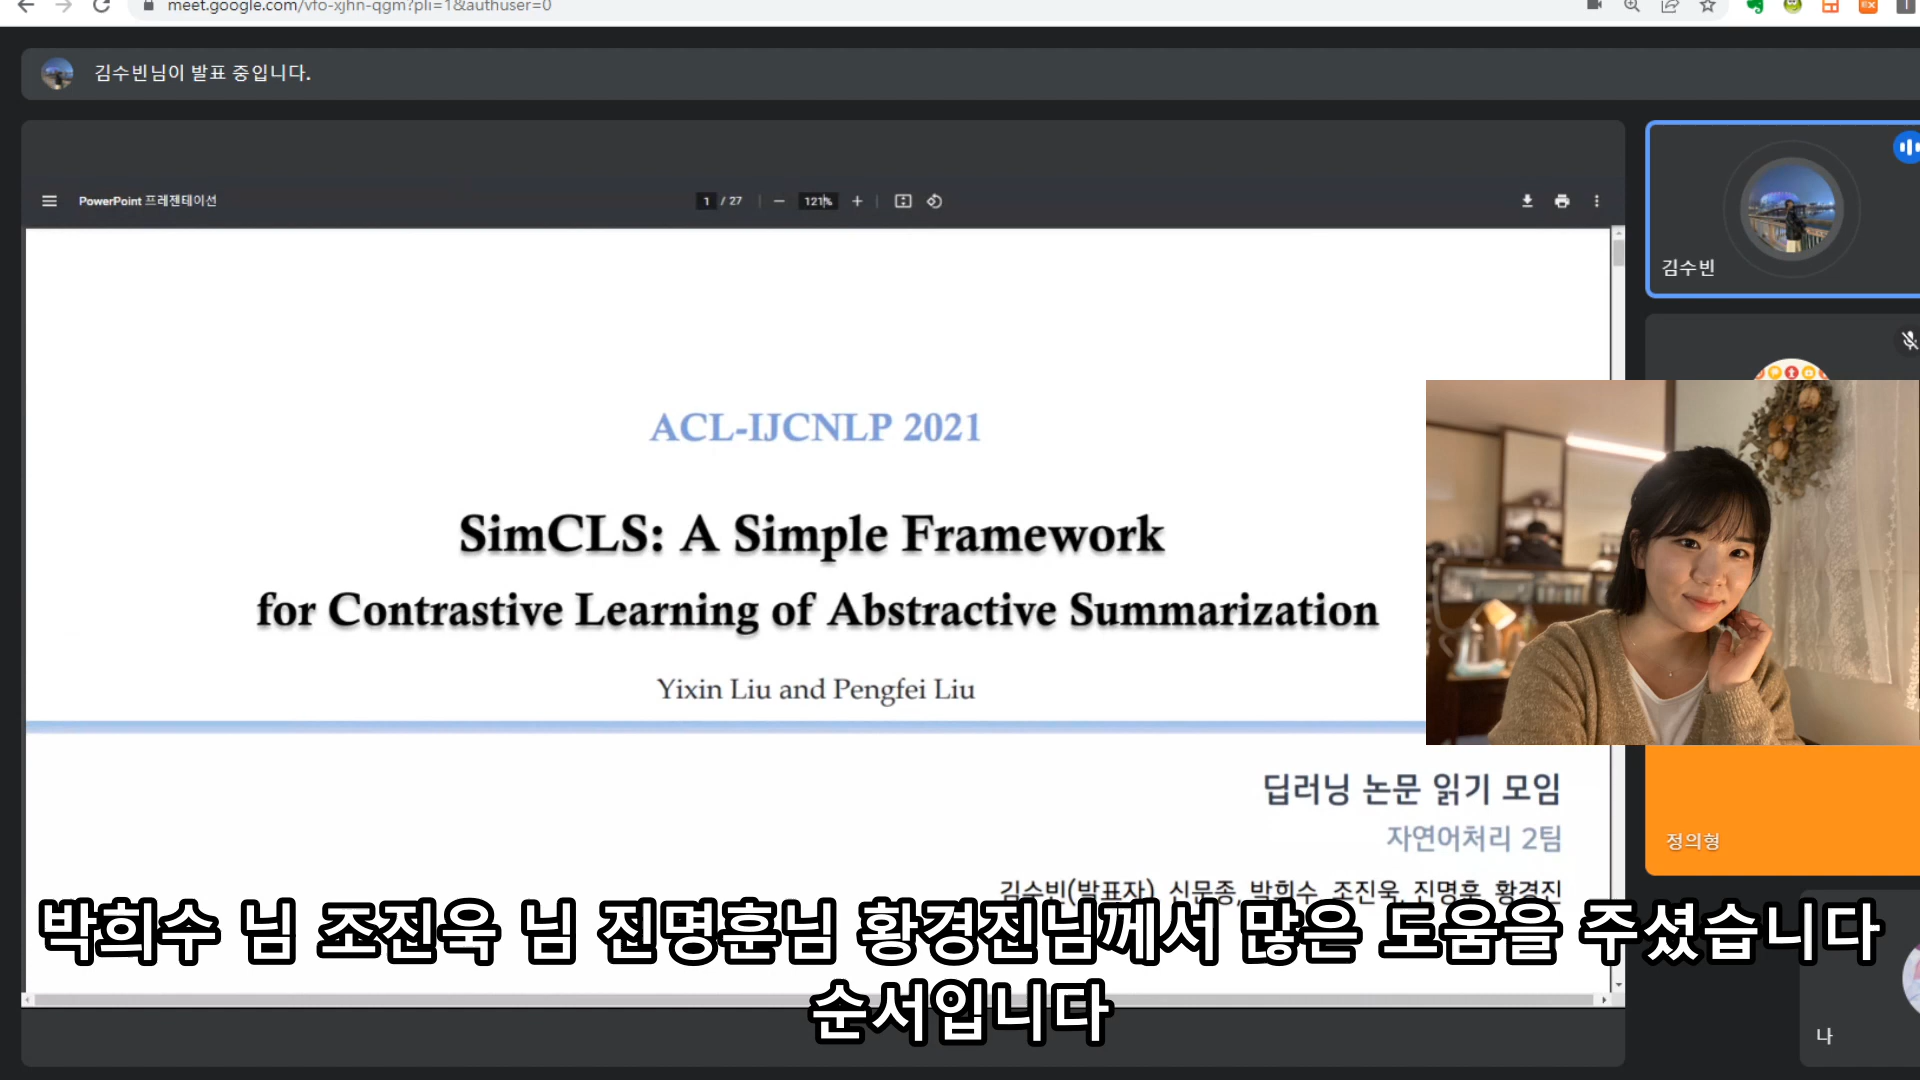 meet.google.com/vfo-xjhn-qgm?pli=1&authuser=0
김수빈님이 발표 중입니다.
PowerPoint 프레젠테이션
1 / 27
121%
김수빈
ACL-IJCNLP 2021
SimCLS: A Simple Framework
for Contrastive Learning of Abstractive Summarization
Yixin Liu and Pengfei Liu
딥러닝 논문 읽기 모임
자연어처리 2팀
정의형
김수빈(발표자), 신문종, 박희수, 조진욱, 진명훈, 황경진
박희수 님 조진욱 님 진명훈님 황경진님께서 많은 도움을 주셨습니다
순서입니다
나